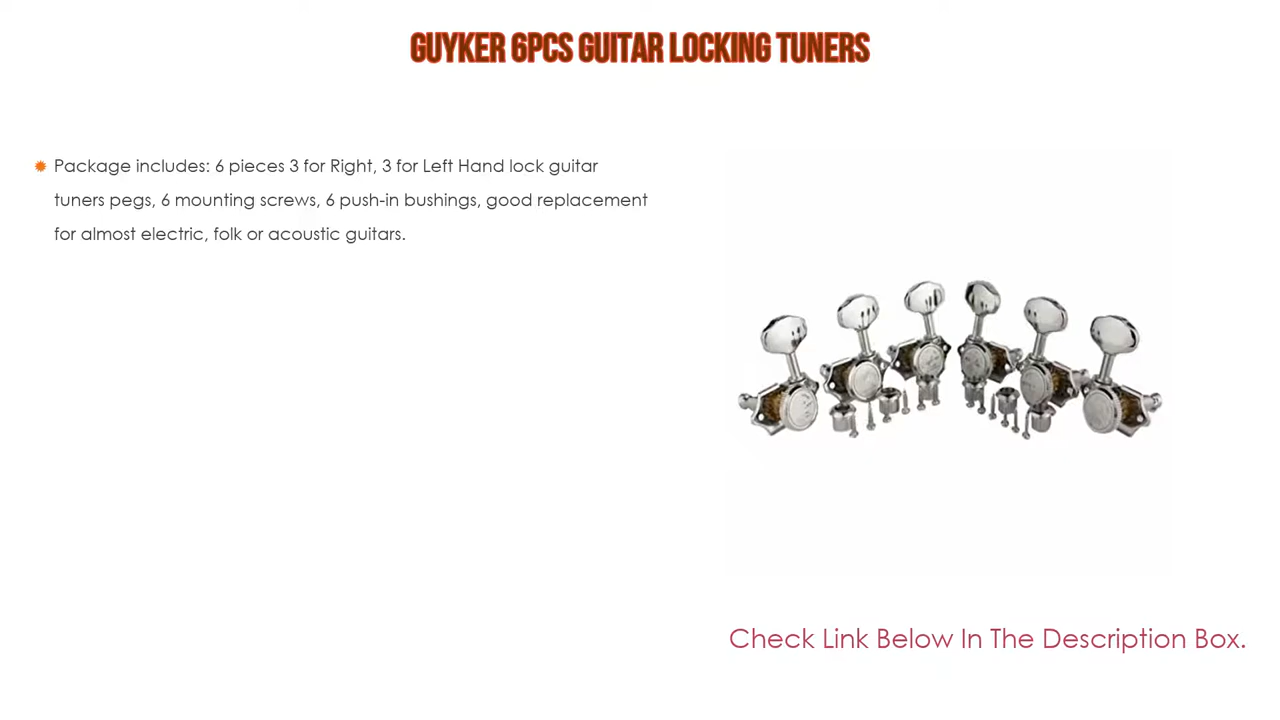 GUYKER 6PCS GUITAR LOCKING TUNERS
Package includes: 6 pieces 3 for Right, 3 for Left Hand lock guitar
tuners pegs, 6 mounting screws, 6 push-in bushings, good replacement
for almost electric, folk or acoustic guitars.
Check Link Below In The Description Box.